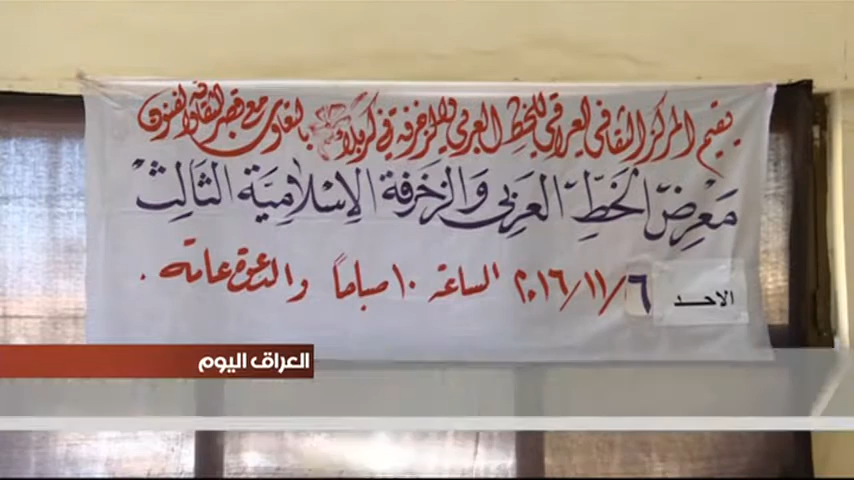 يقيم المركز الثقافي العراقي للخط العربي والزخرفة في كربلاء بالتعاون مع قصر الثقافة والفنون
معرض الخط العربي والزخرفة الإسلامية الثالث
الاحد ٢٠١٦/١١/٦ الساعة ١٠ صباحاً والدعوة عامة .
العراق اليوم